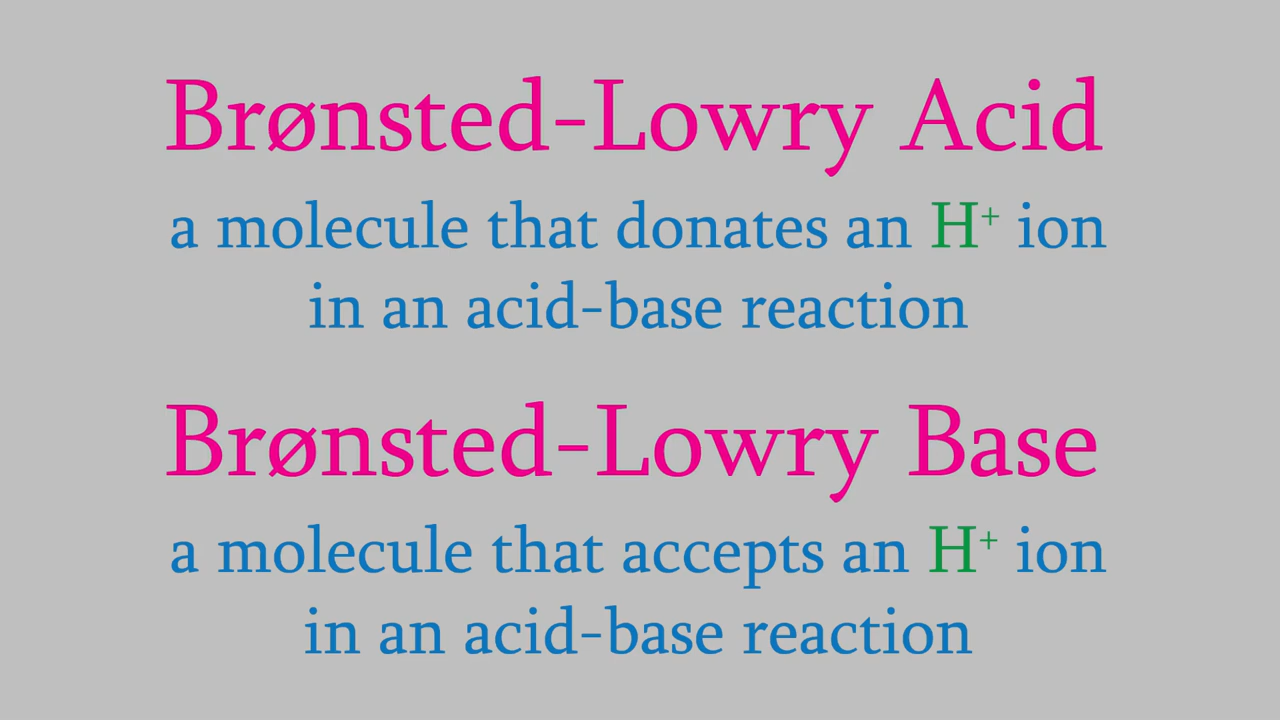 Brønsted-Lowry Acid
a molecule that donates an H⁺ ion
in an acid-base reaction
Brønsted-Lowry Base
a molecule that accepts an H⁺ ion
in an acid-base reaction